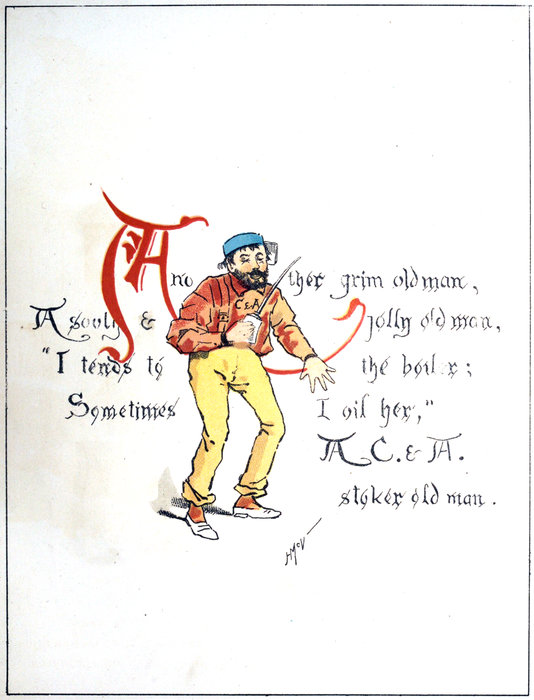 Another grim old man,
A sooty & jolly old man,
"I tends to the boiler;
Sometimes I oil her,"
A C. & A.
stoker old man.
C & A
HMcV